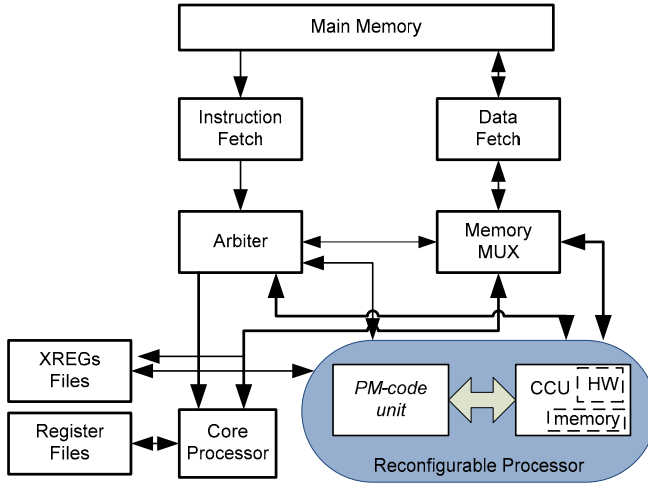 Main Memory
Instruction
Fetch
Data
Fetch
Arbiter
Memory
MUX
XREGs
Files
Register
Files
Core
Processor
PM-code
unit
CCU
HW
memory
Reconfigurable Processor